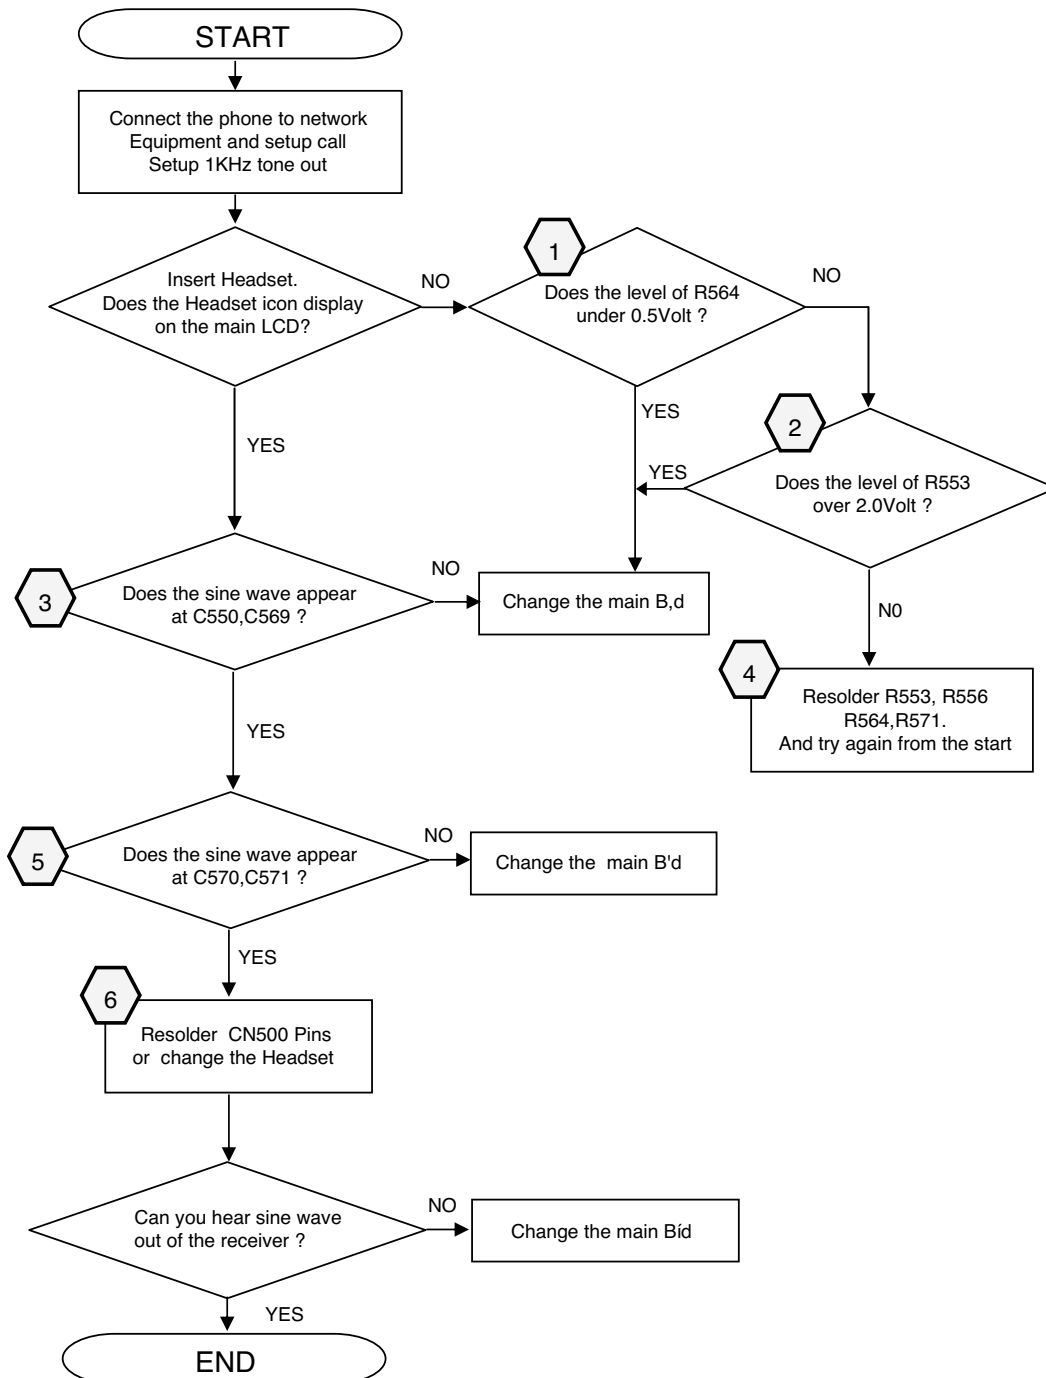 START
Connect the phone to network
Equipment and setup call
Setup 1KHz tone out
Insert Headset.
Does the Headset icon display
on the main LCD?
NO
1
Does the level of R564
under 0.5Volt ?
NO
YES
YES
2
Does the level of R553
over 2.0Volt ?
YES
N0
3
Does the sine wave appear
at C550,C569 ?
NO
Change the main B,d
4
Resolder R553, R556
R564,R571.
And try again from the start
YES
5
Does the sine wave appear
at C570,C571 ?
NO
Change the main B'd
YES
6
Resolder CN500 Pins
or change the Headset
Can you hear sine wave
out of the receiver ?
NO
Change the main Bíd
YES
END